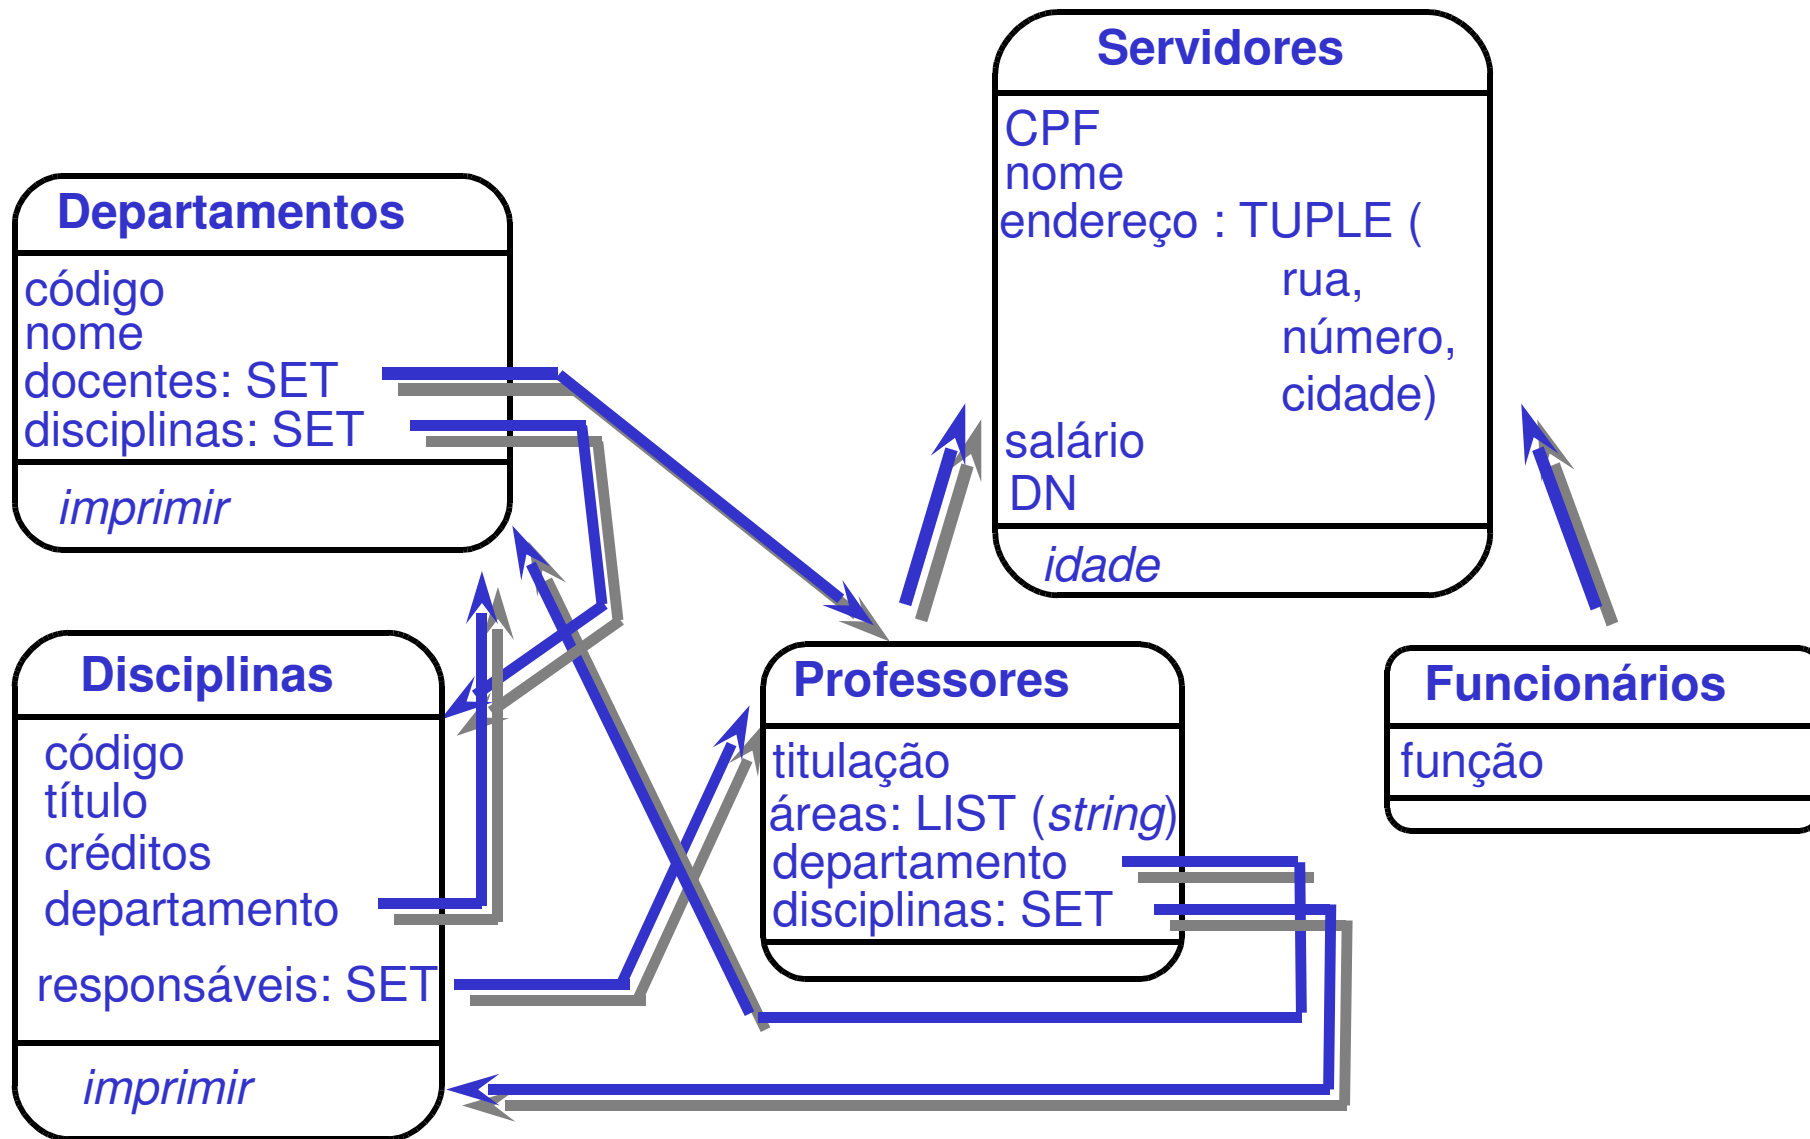 Servidores
CPF
nome
endereço : TUPLE (
rua,
número,
cidade)
salário
DN
idade
Departamentos
código
nome
docentes: SET
disciplinas: SET
imprimir
Disciplinas
código
título
créditos
departamento
responsáveis: SET
imprimir
Professores
titulação
áreas: LIST (string)
departamento
disciplinas: SET
Funcionários
função